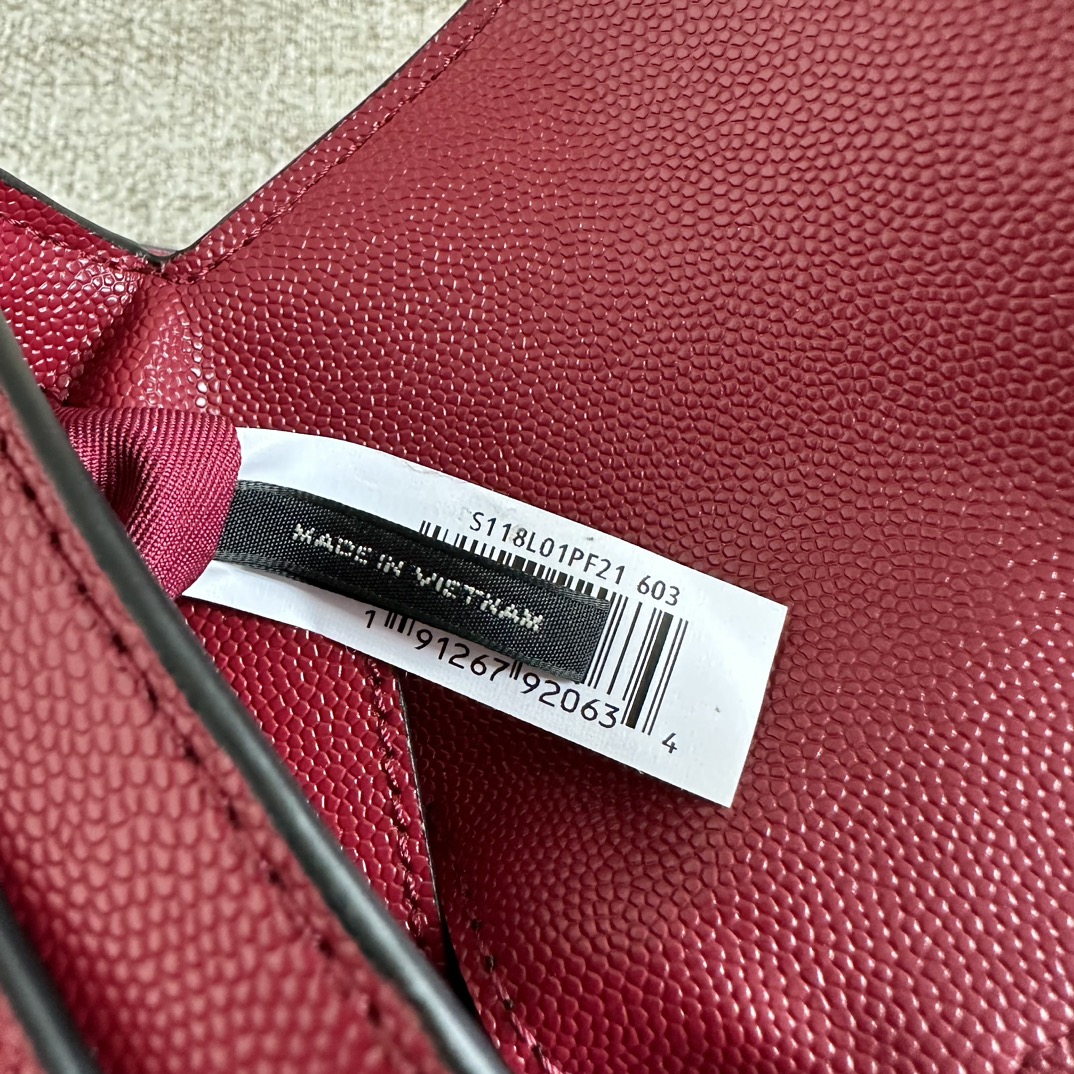 S118L01PF21 603
MADE IN VIETNAM
1 91267 92063 4